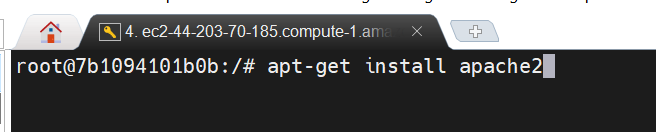 4. ec2-44-203-70-185.compute-1.ama
root@7b1094101b0b:/# apt-get install apache2